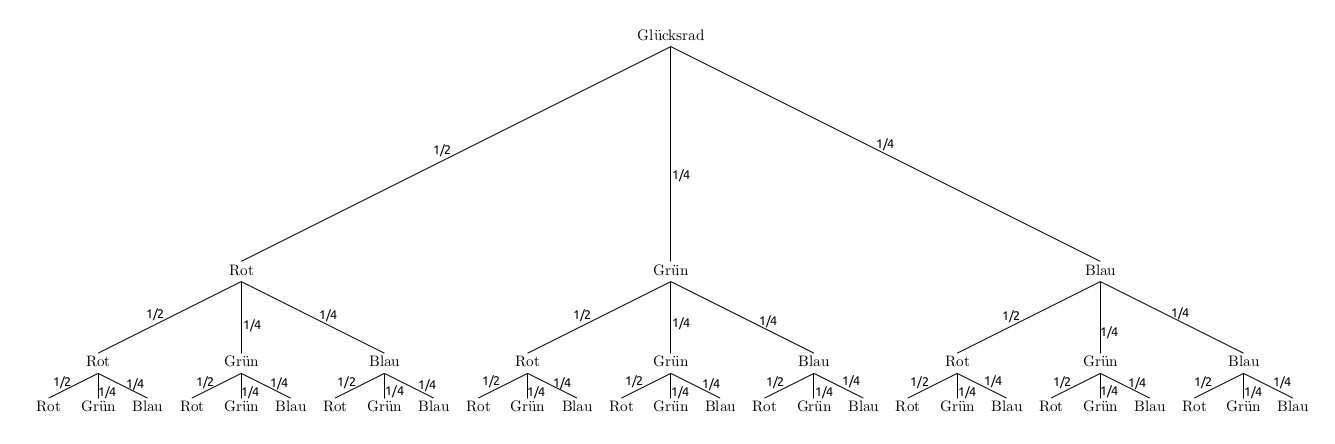 Glücksrad
1/2 1/4 1/4
Rot Grün Blau
1/2 1/4 1/4 1/2 1/4 1/4 1/2 1/4 1/4
Rot Grün Blau Rot Grün Blau Rot Grün Blau
1/2 1/4 1/4 1/2 1/4 1/4 1/2 1/4 1/4 1/2 1/4 1/4 1/2 1/4 1/4 1/2 1/4 1/4 1/2 1/4 1/4 1/2 1/4 1/4 1/2 1/4 1/4
Rot Grün Blau Rot Grün Blau Rot Grün Blau Rot Grün Blau Rot Grün Blau Rot Grün Blau Rot Grün Blau Rot Grün Blau Rot Grün Blau